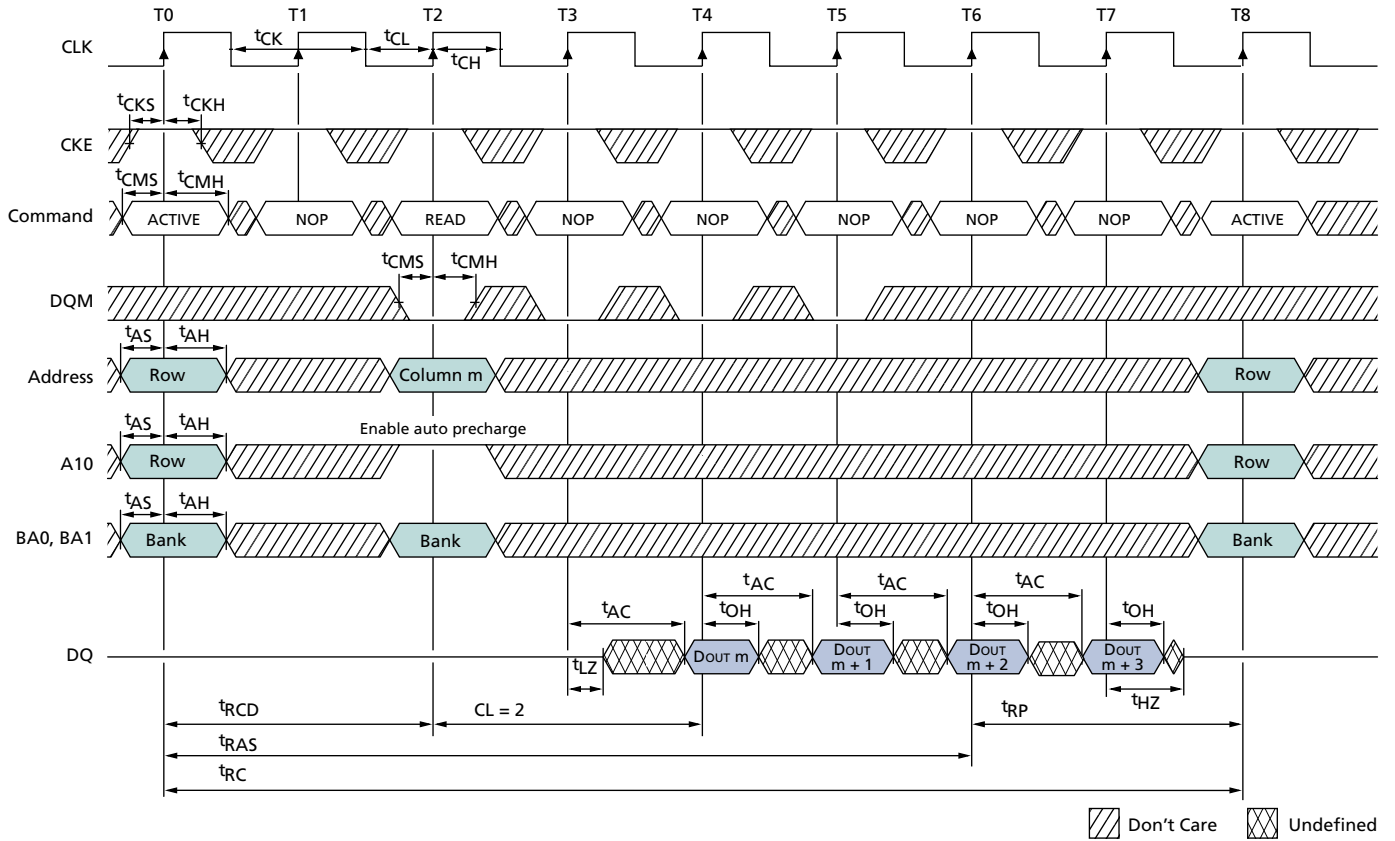 T0 T1 T2 T3 T4 T5 T6 T7 T8
CLK
tCK tCL
tCH
tCKS tCKH
CKE
tCMS tCMH
Command ACTIVE NOP READ NOP NOP NOP NOP NOP ACTIVE
tCMS tCMH
DQM
tAS tAH
Address Row Column m Row
Enable auto precharge
tAS tAH
A10 Row Row
tAS tAH
BA0, BA1 Bank Bank Bank
tAC tAC tAC
tAC tOH tOH tOH tOH
DQ DOUT m DOUT m + 1 DOUT m + 2 DOUT m + 3
tLZ
tHZ
tRCD CL = 2 tRP
tRAS
tRC
Don't Care Undefined